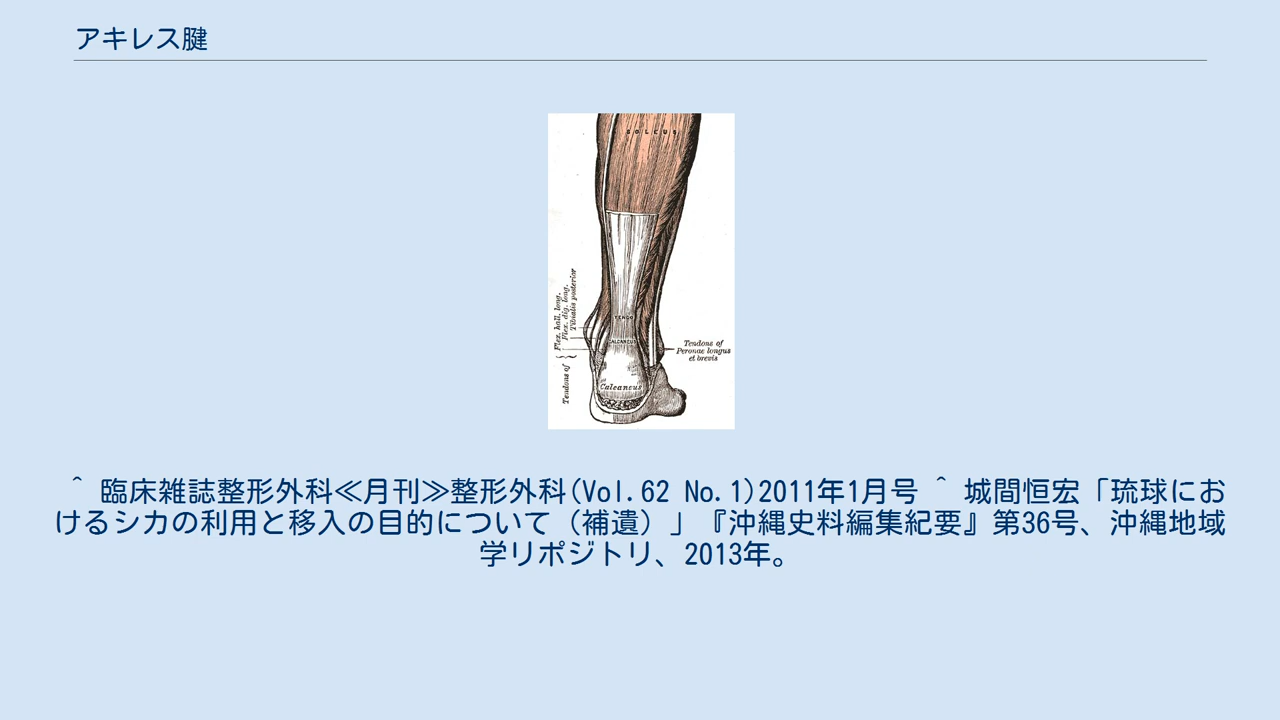 アキレス腱
SOLEUS
Flex. hall. long.
Flex. dig. long.
Tibialis posterior
Tendons of
TENDO
CALCANEUS
Calcaneus
Tendons of
Peronae longus
et brevis
^ 臨床雑誌整形外科≪月刊≫整形外科(Vol.62 No.1)2011年1月号 ^ 城間恒宏「琉球にお
けるシカの利用と移入の目的について（補遺）」『沖縄史料編集紀要』第36号、沖縄地域
学リポジトリ、2013年。